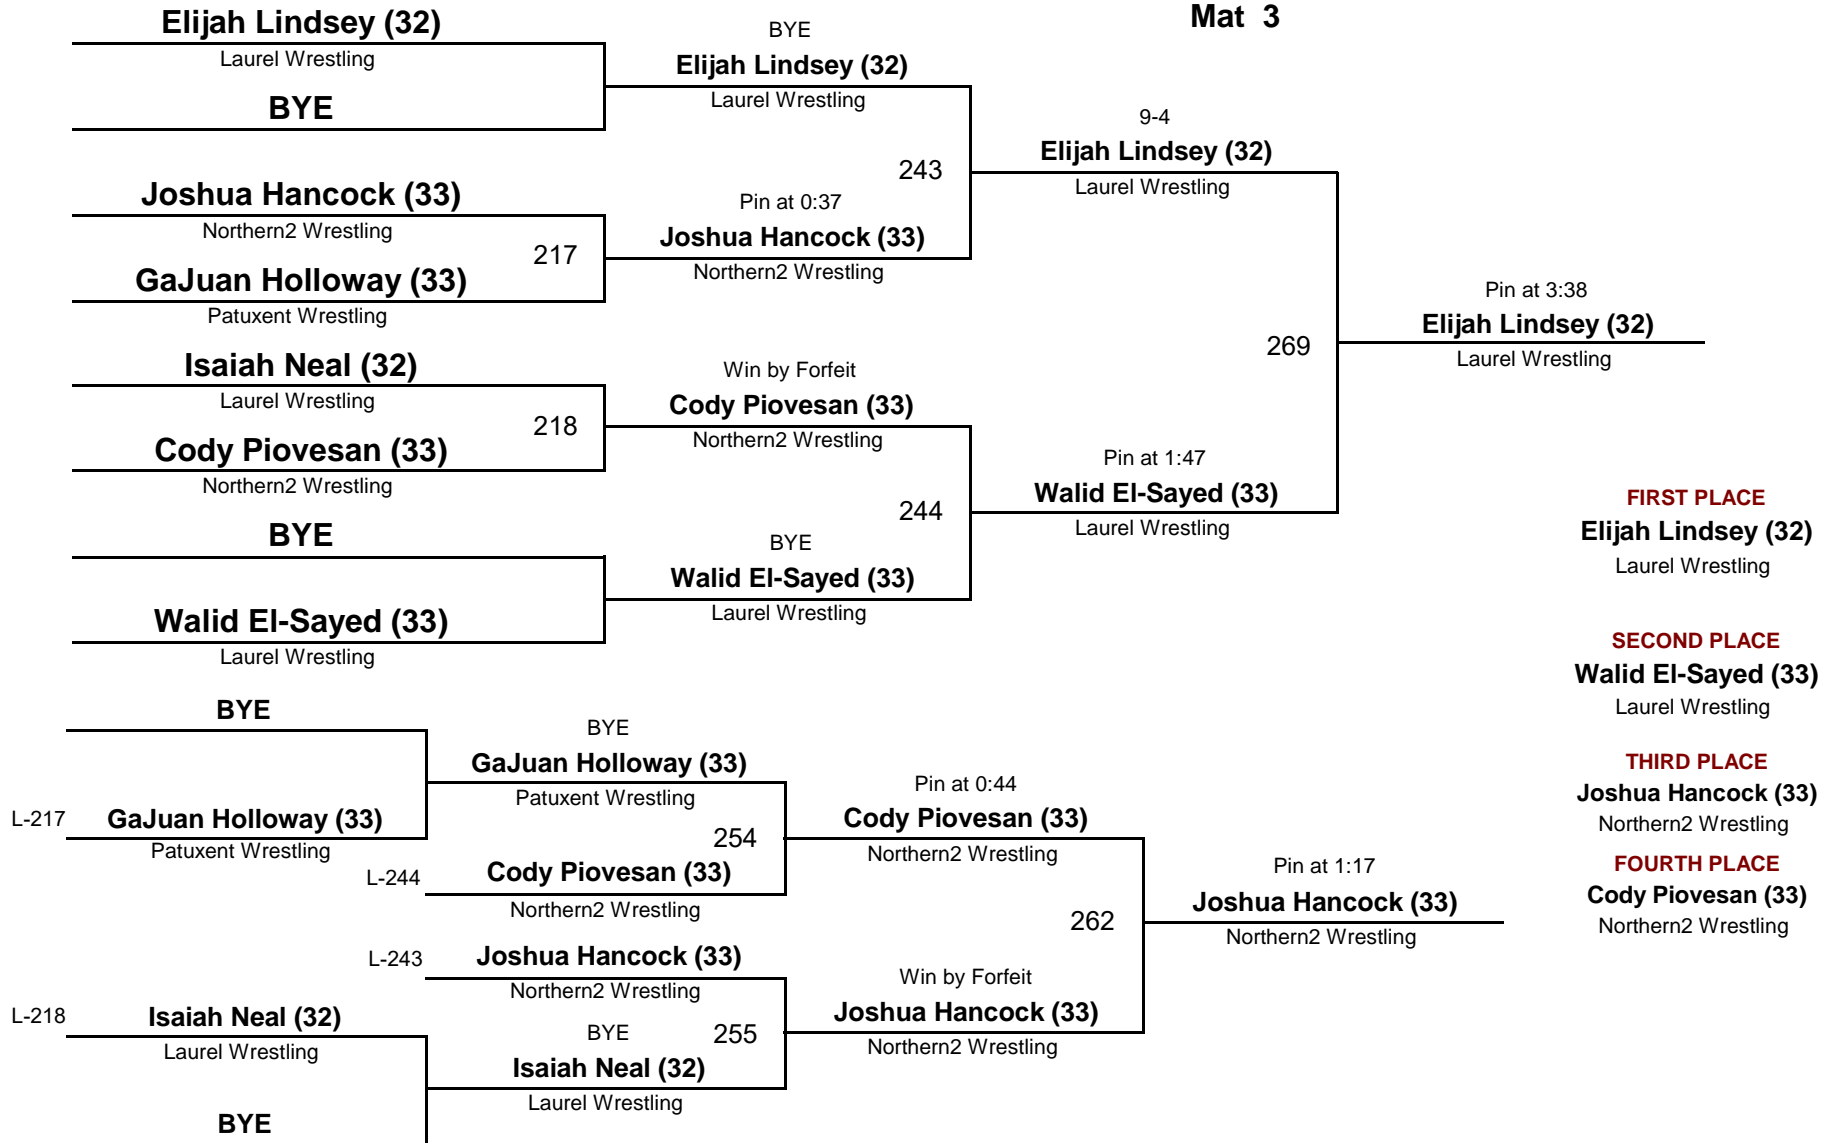 Mat 3
Elijah Lindsey (32)
Laurel Wrestling
BYE
Joshua Hancock (33)
Northern2 Wrestling
217
GaJuan Holloway (33)
Patuxent Wrestling
Isaiah Neal (32)
Laurel Wrestling
218
Cody Piovesan (33)
Northern2 Wrestling
BYE
Walid El-Sayed (33)
Laurel Wrestling
BYE
Elijah Lindsey (32)
Laurel Wrestling
243
Pin at 0:37
Joshua Hancock (33)
Northern2 Wrestling
Win by Forfeit
Cody Piovesan (33)
Northern2 Wrestling
244
BYE
Walid El-Sayed (33)
Laurel Wrestling
9-4
Elijah Lindsey (32)
Laurel Wrestling
269
Pin at 1:47
Walid El-Sayed (33)
Laurel Wrestling
Pin at 3:38
Elijah Lindsey (32)
Laurel Wrestling
BYE
L-217
GaJuan Holloway (33)
Patuxent Wrestling
L-218
Isaiah Neal (32)
Laurel Wrestling
BYE
BYE
GaJuan Holloway (33)
Patuxent Wrestling
254
L-244
Cody Piovesan (33)
Northern2 Wrestling
L-243
Joshua Hancock (33)
Northern2 Wrestling
BYE
255
Isaiah Neal (32)
Laurel Wrestling
Pin at 0:44
Cody Piovesan (33)
Northern2 Wrestling
262
Win by Forfeit
Joshua Hancock (33)
Northern2 Wrestling
Pin at 1:17
Joshua Hancock (33)
Northern2 Wrestling
FIRST PLACE
Elijah Lindsey (32)
Laurel Wrestling
SECOND PLACE
Walid El-Sayed (33)
Laurel Wrestling
THIRD PLACE
Joshua Hancock (33)
Northern2 Wrestling
FOURTH PLACE
Cody Piovesan (33)
Northern2 Wrestling